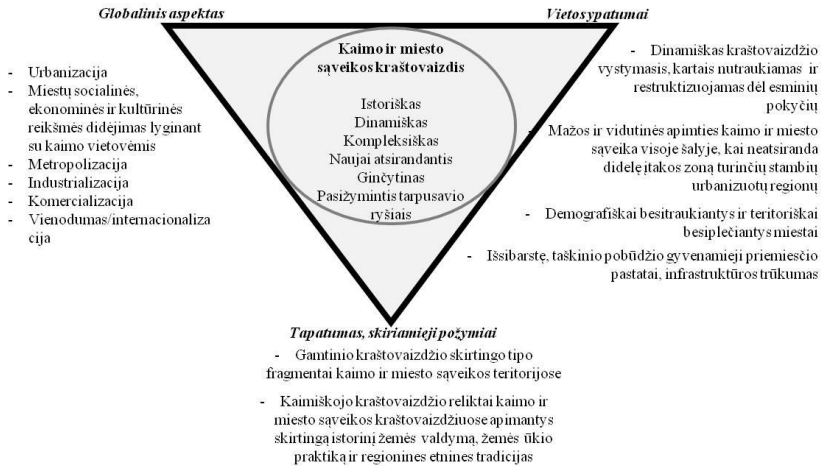 Globalinis aspektas
- Urbanizacija
- Miestų socialinės,
ekonominės ir kultūrinės
reikšmės didėjimas lyginant
su kaimo vietovėmis
- Metropolizacija
- Industrializacija
- Komercializacija
- Vienodumas/internacionaliza
cija
Kaimo ir miesto
sąveikos kraštovaizdis
Istoriškas
Dinamiškas
Kompleksiškas
Naujai atsirandantis
Ginčytinas
Pasižymintis tarpusavio
ryšiais
Vietos ypatumai
- Dinamiškas kraštovaizdžio
vystymasis, kartais nutraukiamas ir
restruktizuojamas dėl esminių
pokyčių
- Mažos ir vidutinės apimties kaimo ir miesto
sąveika visoje šalyje, kai neatsiranda
didelę įtakos zoną turinčių stambių
urbanizuotų regionų
- Demografiškai besitraukiantys ir teritoriškai
besiplečiantys miestai
- Išsibarstę, taškinio pobūdžio gyvenamieji priemiesčio
pastatai, infrastruktūros trūkumas
Tapatumas, skiriamieji požymiai
- Gamtinio kraštovaizdžio skirtingo tipo
fragmentai kaimo ir miesto sąveikos teritorijose
- Kaimiškojo kraštovaizdžio reliktai kaimo ir
miesto sąveikos kraštovaizdžiuose apimantys
skirtingą istorinį žemės valdymą, žemės ūkio
praktiką ir regionines etnines tradicijas